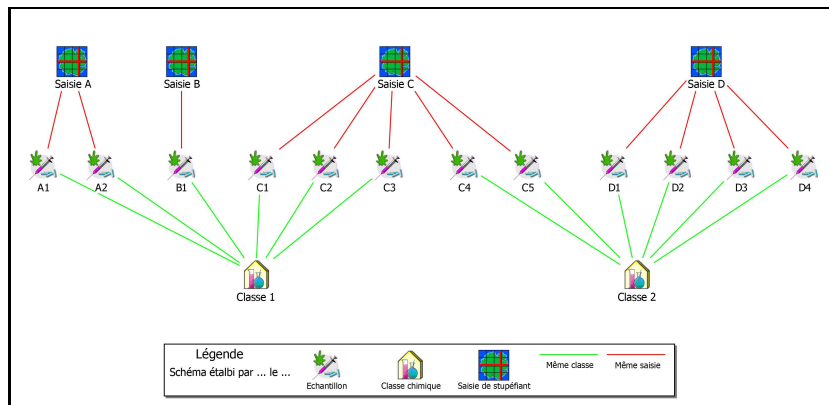 Saisie A
Saisie B
Saisie C
Saisie D
A1
A2
B1
C1
C2
C3
C4
C5
D1
D2
D3
D4
Classe 1
Classe 2
Légende
Schéma étalbi par ... le ...
Echantillon
Classe chimique
Saisie de stupéfiant
Même classe
Même saisie